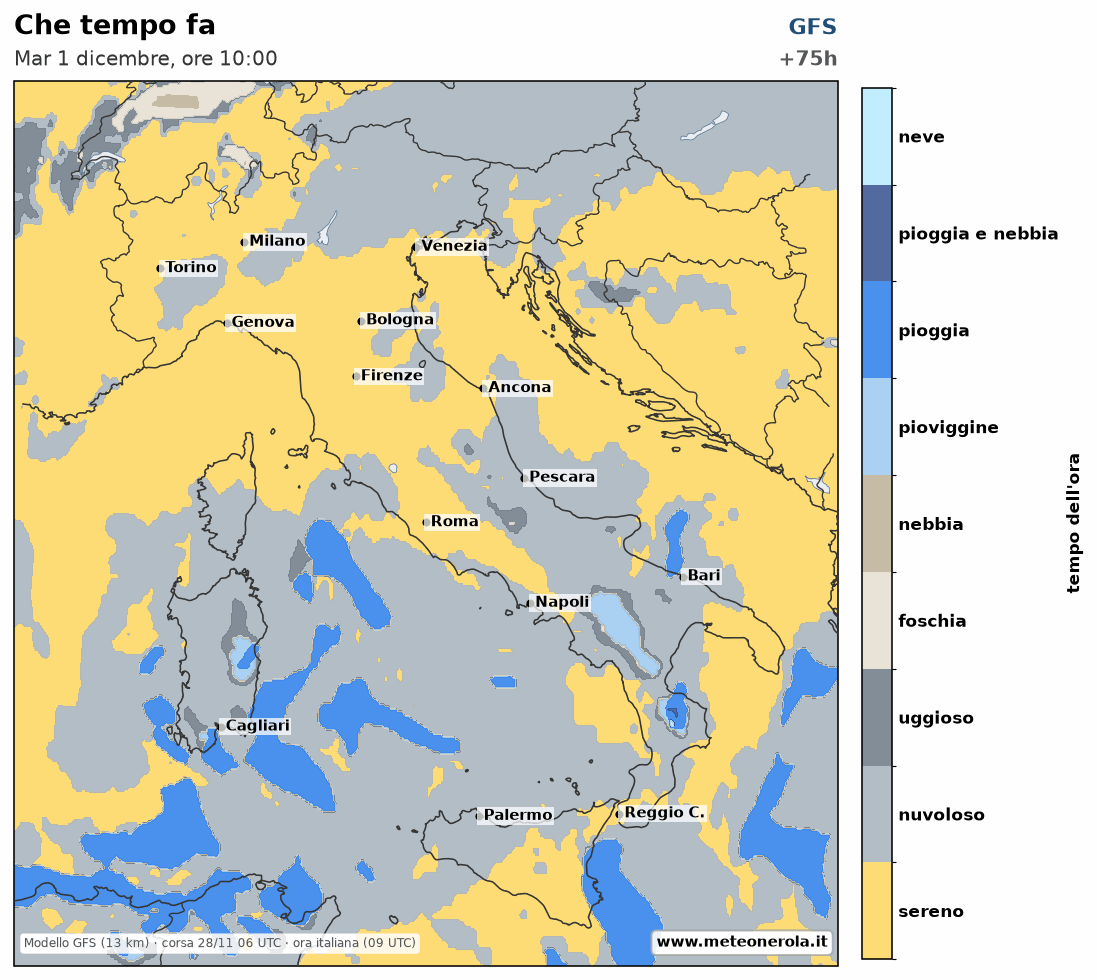 Che tempo fa
GFS
Mar 1 dicembre, ore 10:00
+75h
neve
pioggia e nebbia
pioggia
pioviggine
nebbia
foschia
uggioso
nuvoloso
sereno
tempo dell'ora
Milano
Venezia
Torino
Genova
Bologna
Firenze
Ancona
Pescara
Roma
Bari
Napoli
Cagliari
Palermo
Reggio C.
Modello GFS (13 km) · corsa 28/11 06 UTC · ora italiana (09 UTC)
www.meteonerola.it